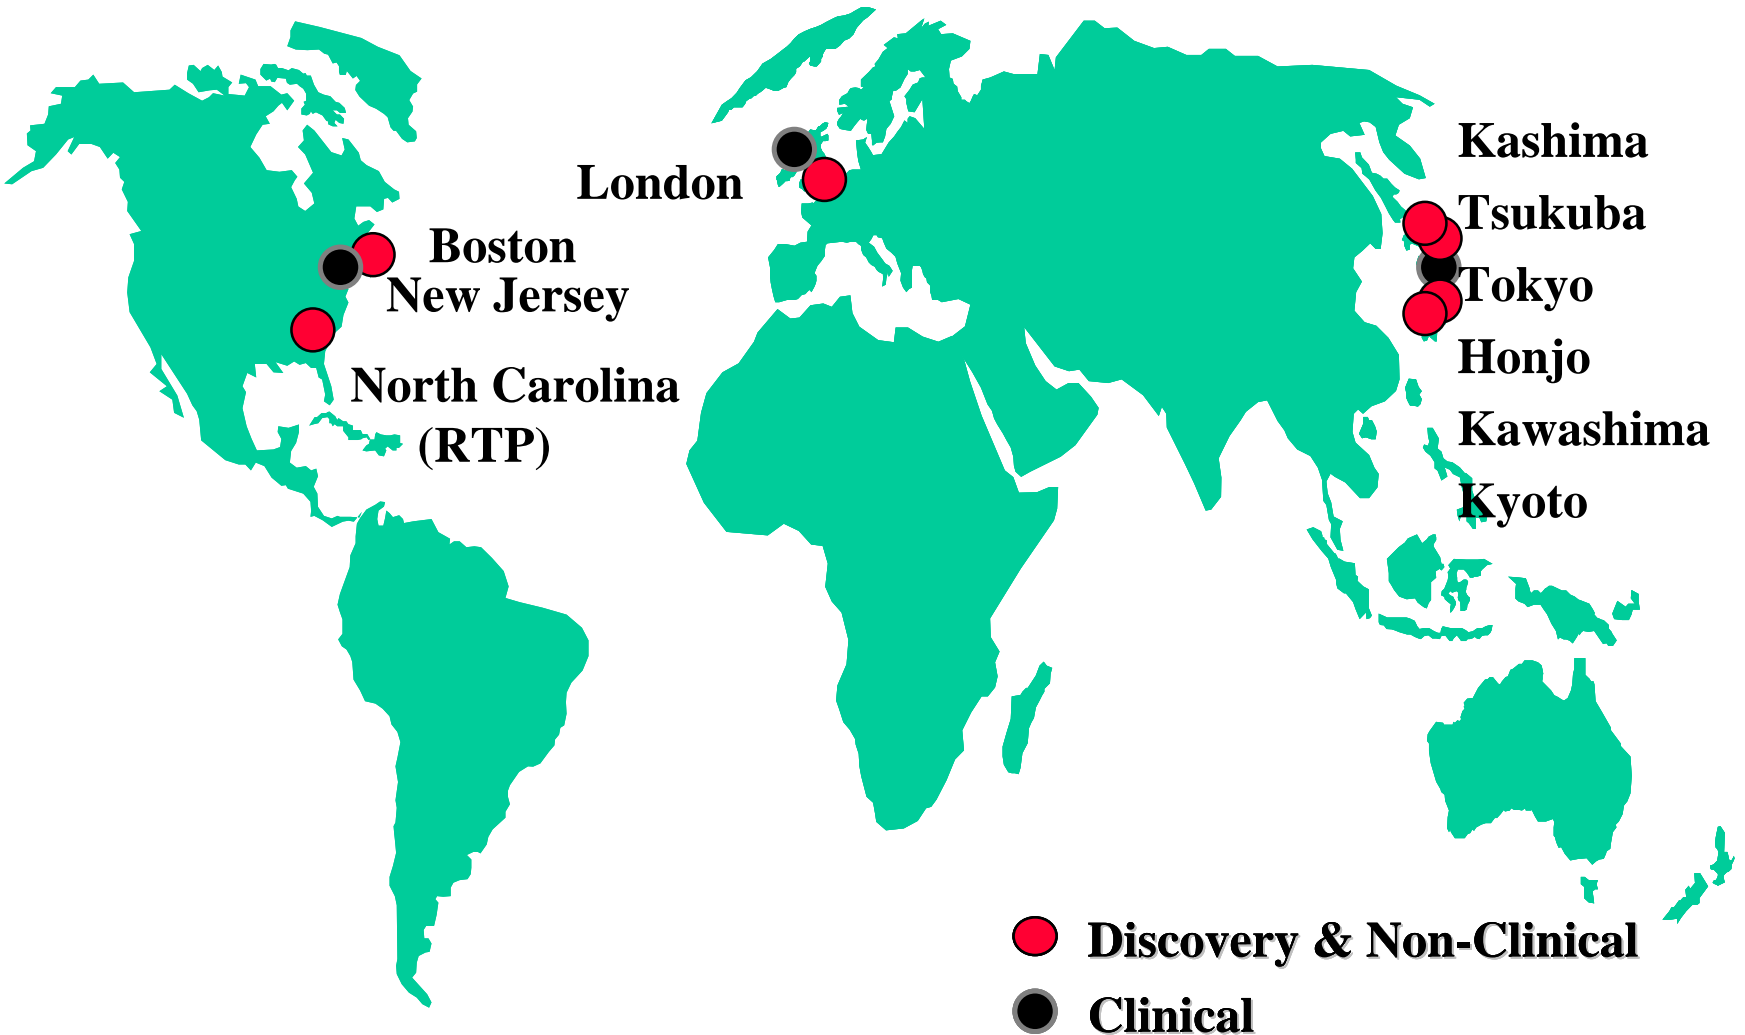 London
Boston
New Jersey
North Carolina
(RTP)
Kashima
Tsukuba
Tokyo
Honjo
Kawashima
Kyoto
Discovery & Non-Clinical
Clinical